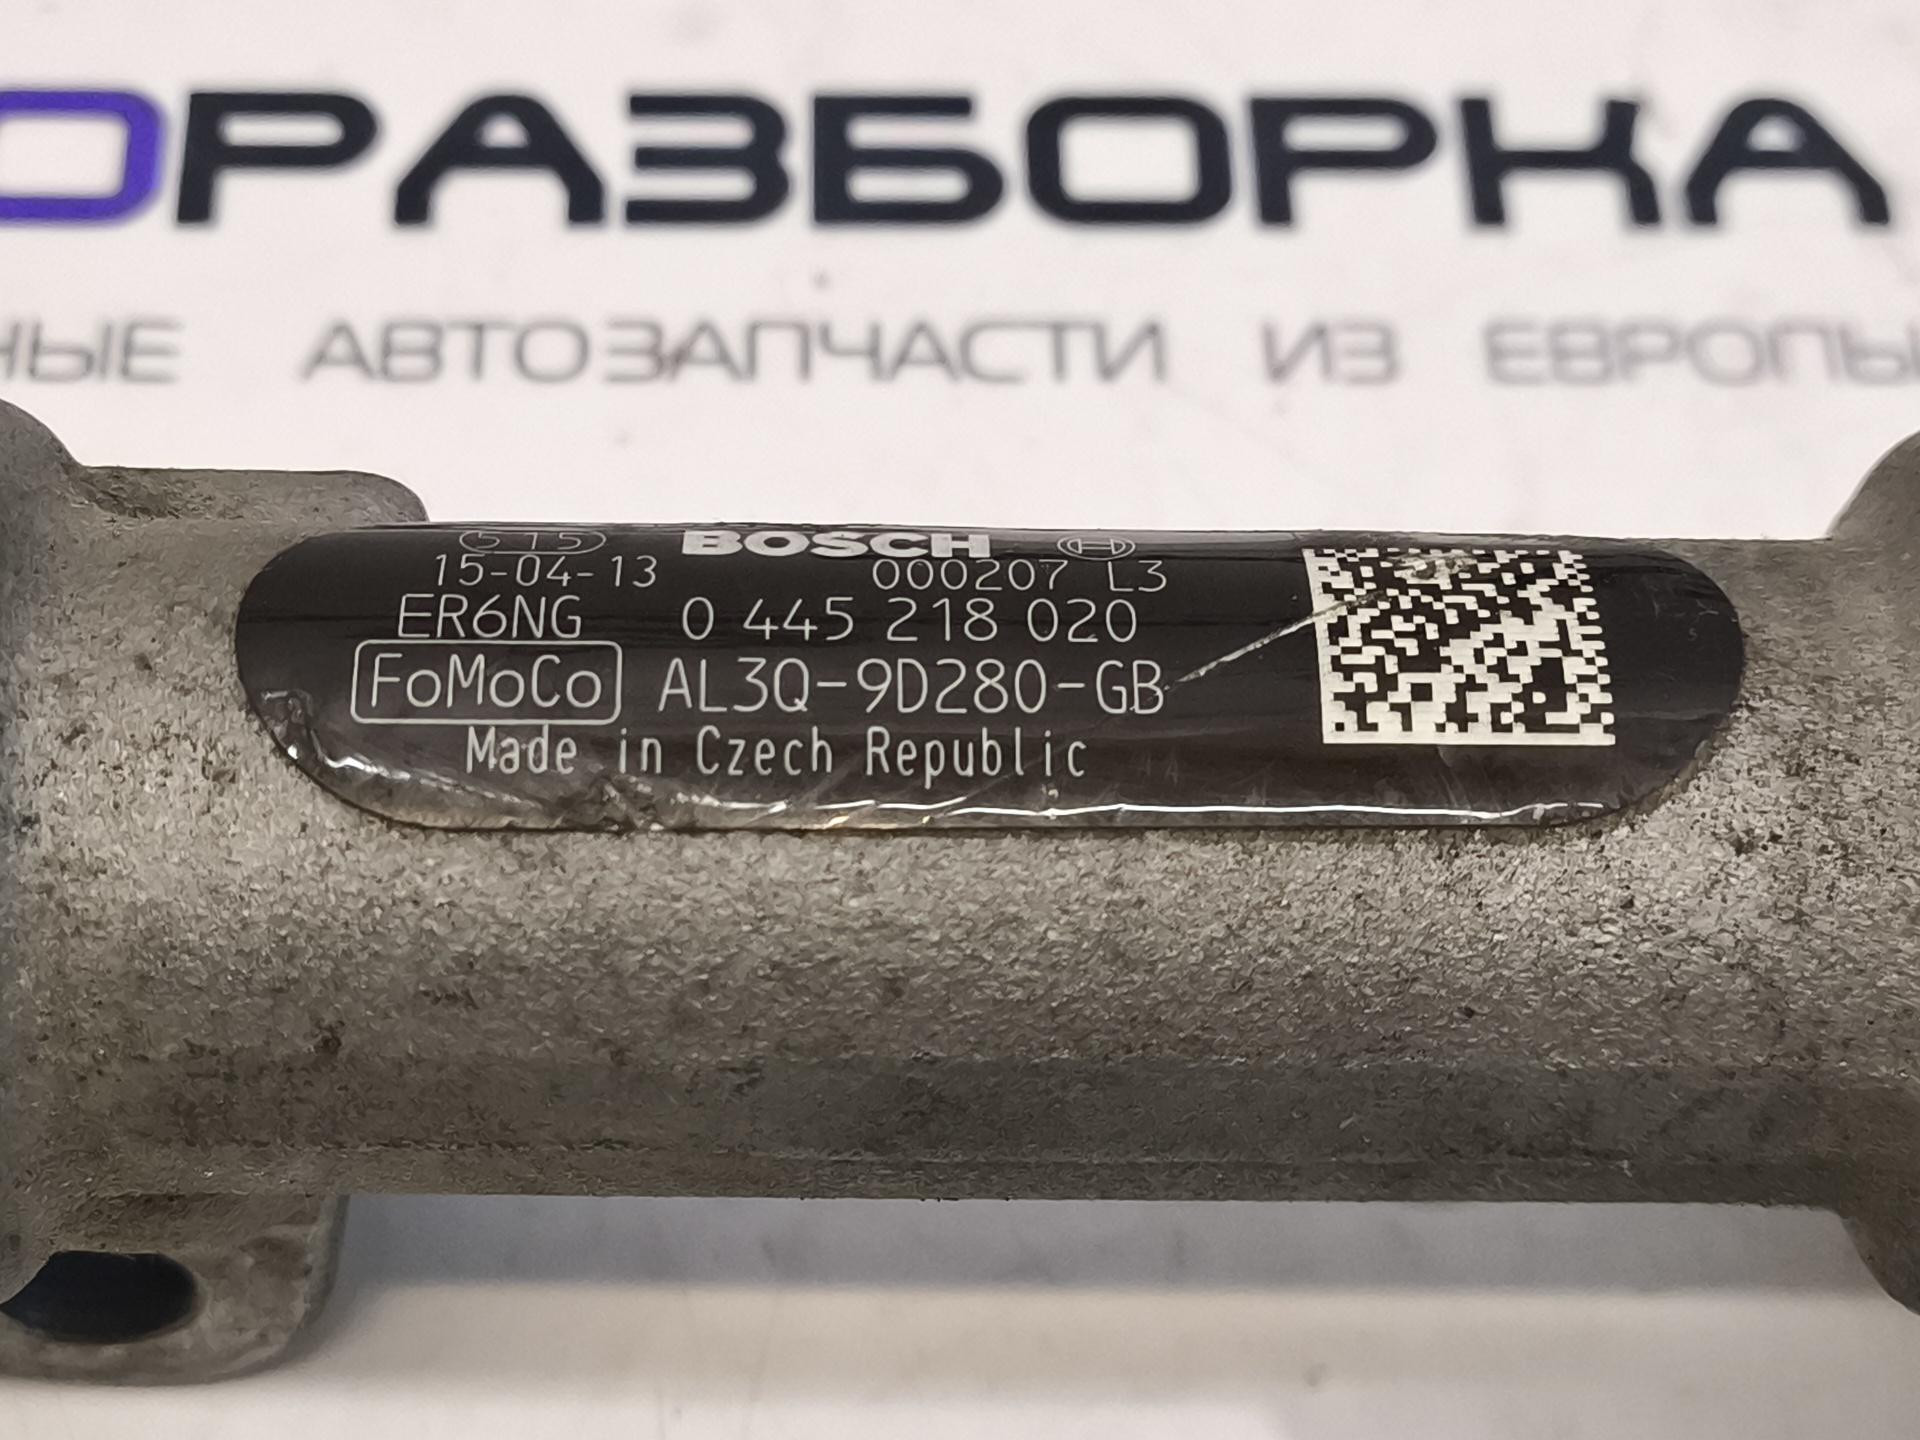 ОРАЗБОРКА
НЫЕ АВТОЗАПЧАСТИ ИЗ ЕВРОПЫ
515 BOSCH
15-04-13 000207 L3
ER6NG 0 445 218 020
FoMoCo AL3Q-9D280-GB
Made in Czech Republic